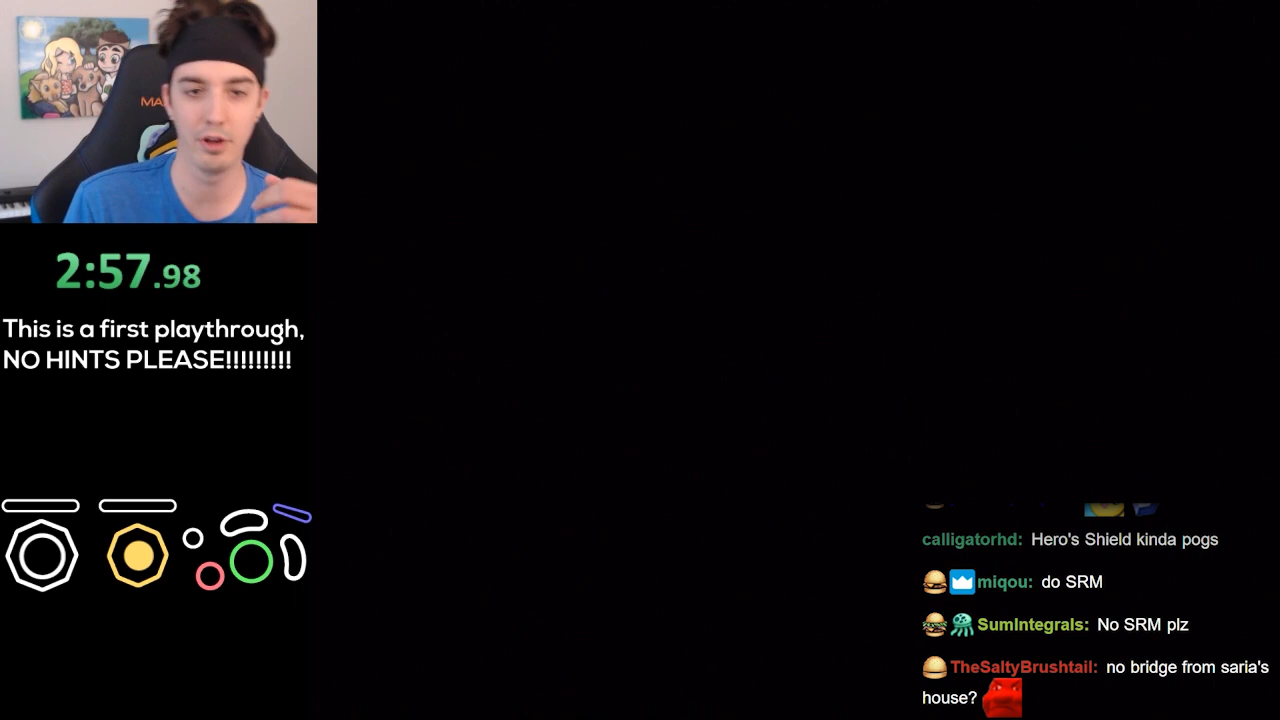 MA
2:57.98
This is a first playthrough,
NO HINTS PLEASE!!!!!!!!!
calligatorhd: Hero's Shield kinda pogs
miqou: do SRM
SumIntegrals: No SRM plz
TheSaltyBrushtail: no bridge from saria's
house?